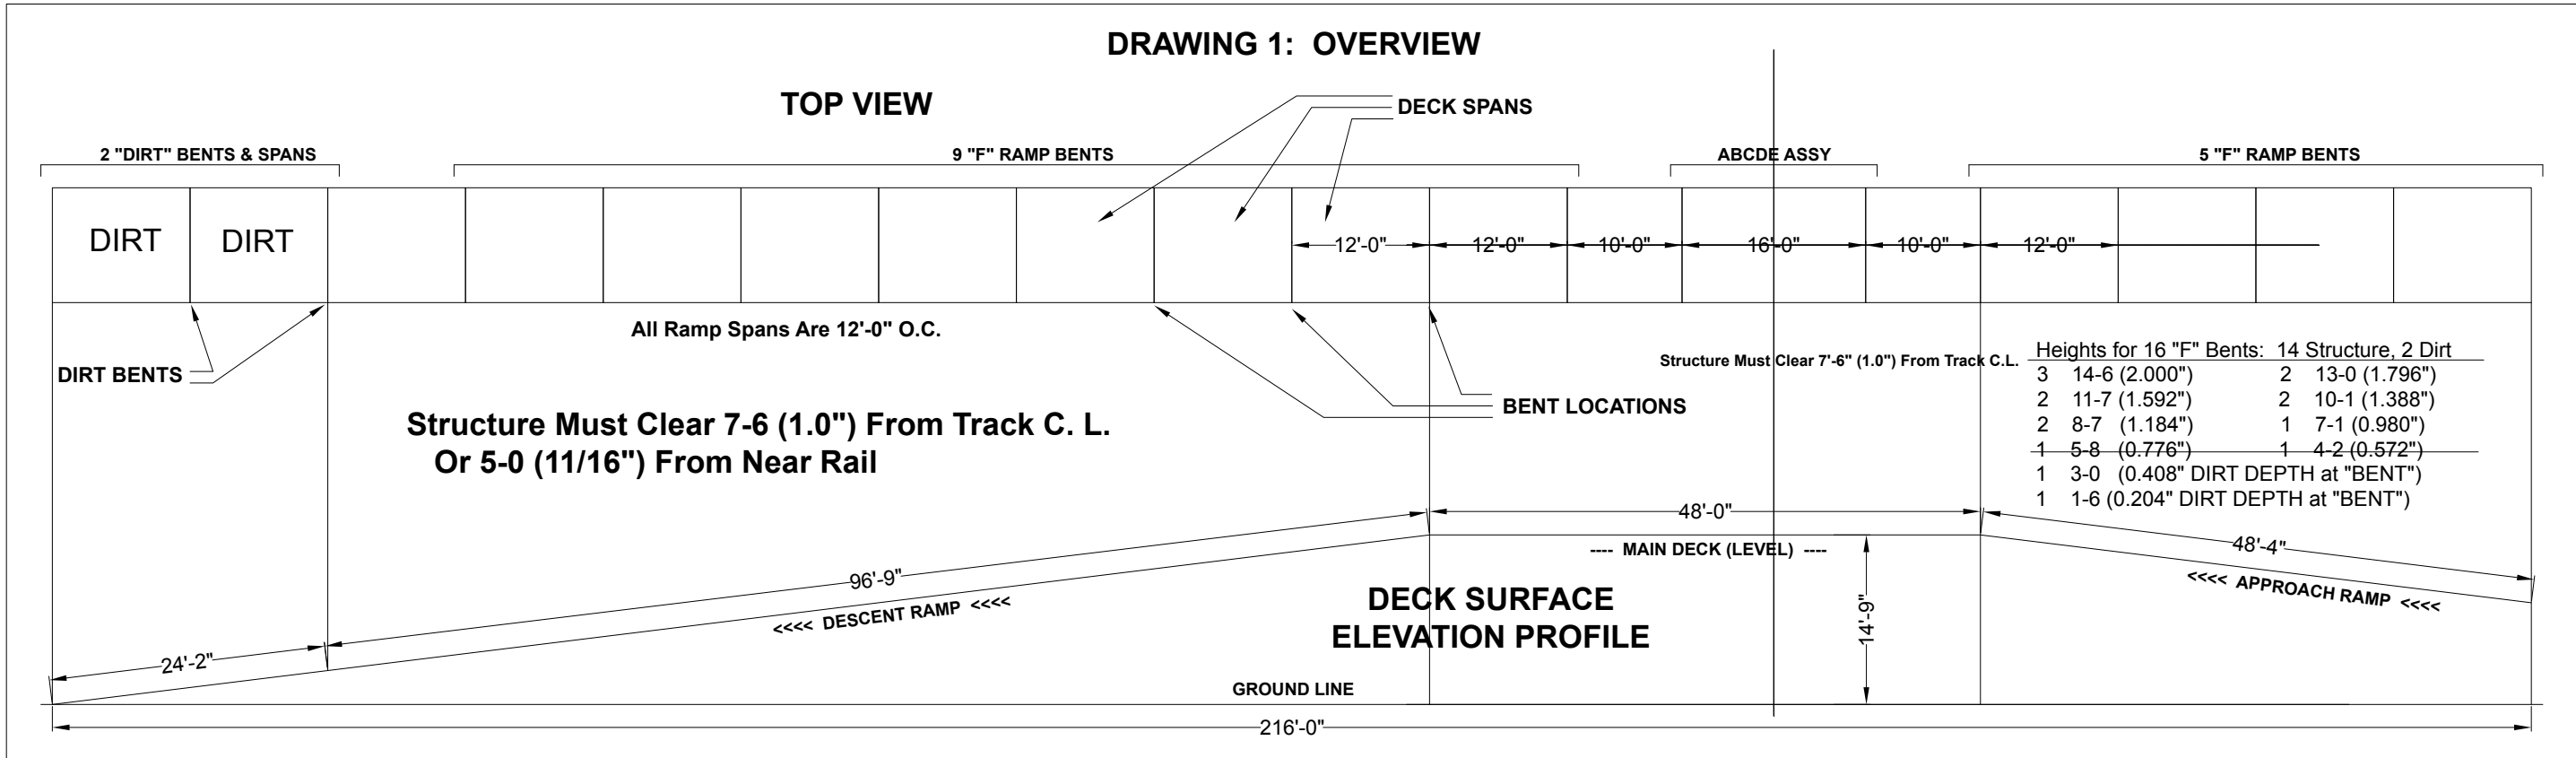 DRAWING 1: OVERVIEW
TOP VIEW
DECK SPANS
2 "DIRT" BENTS & SPANS
9 "F" RAMP BENTS
ABCDE ASSY
5 "F" RAMP BENTS
DIRT
DIRT
12'-0"
12'-0"
10'-0"
16'-0"
10'-0"
12'-0"
All Ramp Spans Are 12'-0" O.C.
DIRT BENTS
BENT LOCATIONS
Structure Must Clear 7'-6" (1.0") From Track C.L.
Heights for 16 "F" Bents: 14 Structure, 2 Dirt
3 14-6 (2.000") 2 13-0 (1.796")
2 11-7 (1.592") 2 10-1 (1.388")
2 8-7 (1.184") 1 7-1 (0.980")
1 5-8 (0.776") 1 4-2 (0.572")
1 3-0 (0.408" DIRT DEPTH at "BENT")
1 1-6 (0.204" DIRT DEPTH at "BENT")
Structure Must Clear 7-6 (1.0") From Track C. L.
Or 5-0 (11/16") From Near Rail
48'-0"
---- MAIN DECK (LEVEL) ----
48'-4"
<<<< APPROACH RAMP <<<<
96'-9"
<<<< DESCENT RAMP <<<<
DECK SURFACE
ELEVATION PROFILE
14'-9"
24'-2"
GROUND LINE
216'-0"